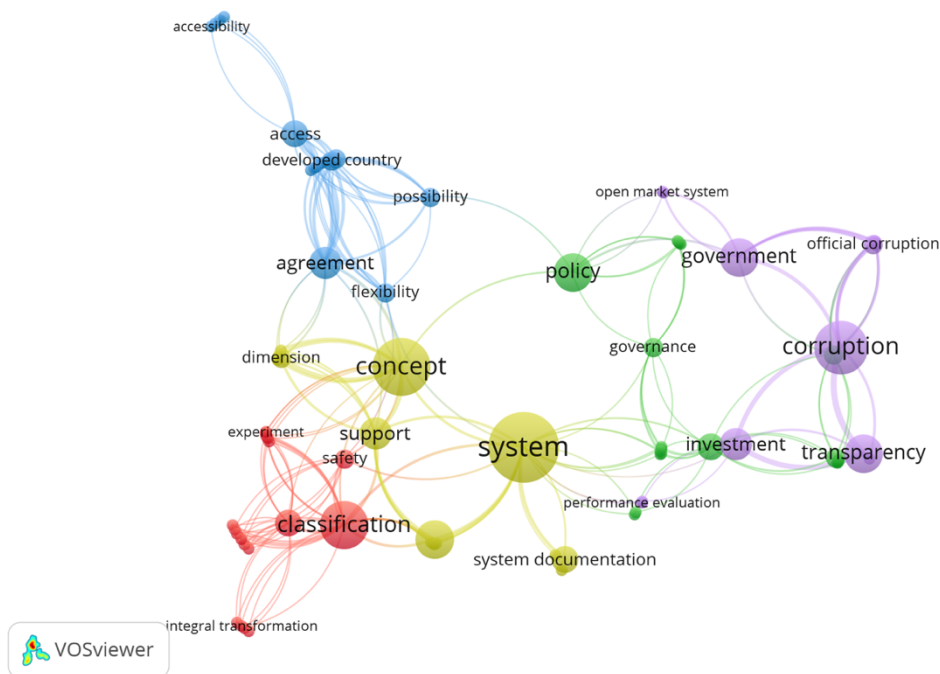 accessibility
access
developed country
possibility
open market system
official corruption
government
agreement
policy
flexibility
dimension
concept
governance
corruption
experiment
support
safety
system
investment
transparency
performance evaluation
classification
system documentation
integral transformation
VOSviewer